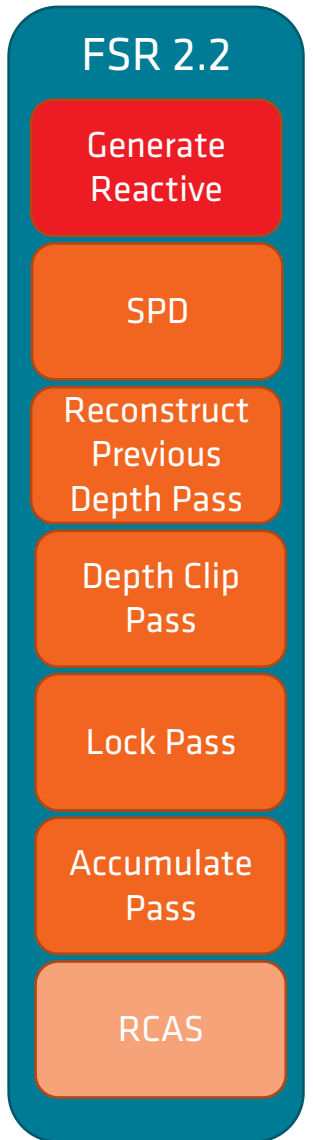 FSR 2.2
Generate
Reactive
SPD
Reconstruct
Previous
Depth Pass
Depth Clip
Pass
Lock Pass
Accumulate
Pass
RCAS